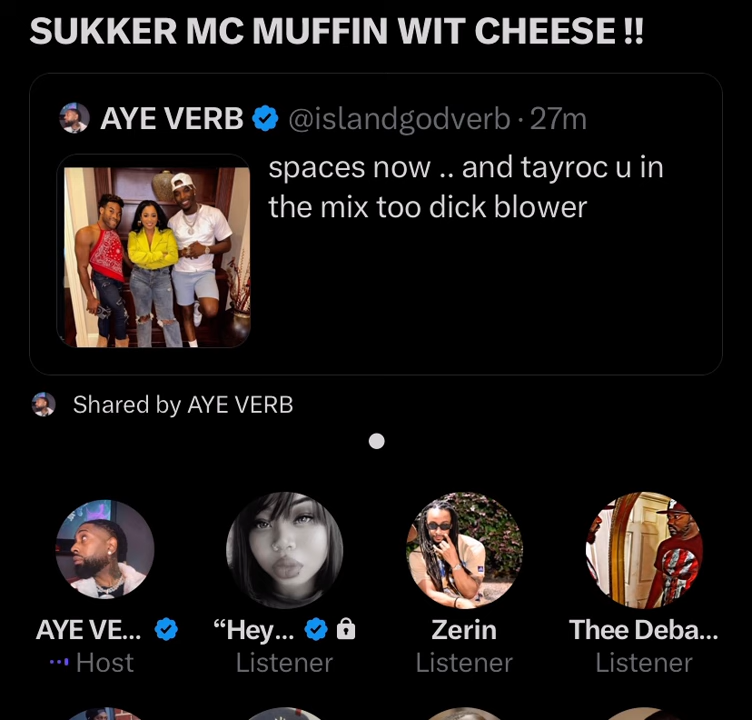 SUKKER MC MUFFIN WIT CHEESE !!
AYE VERB @islandgodverb · 27m
spaces now .. and tayroc u in
the mix too dick blower
Shared by AYE VERB
AYE VE... “Hey... Zerin Thee Deba...
Host Listener Listener Listener